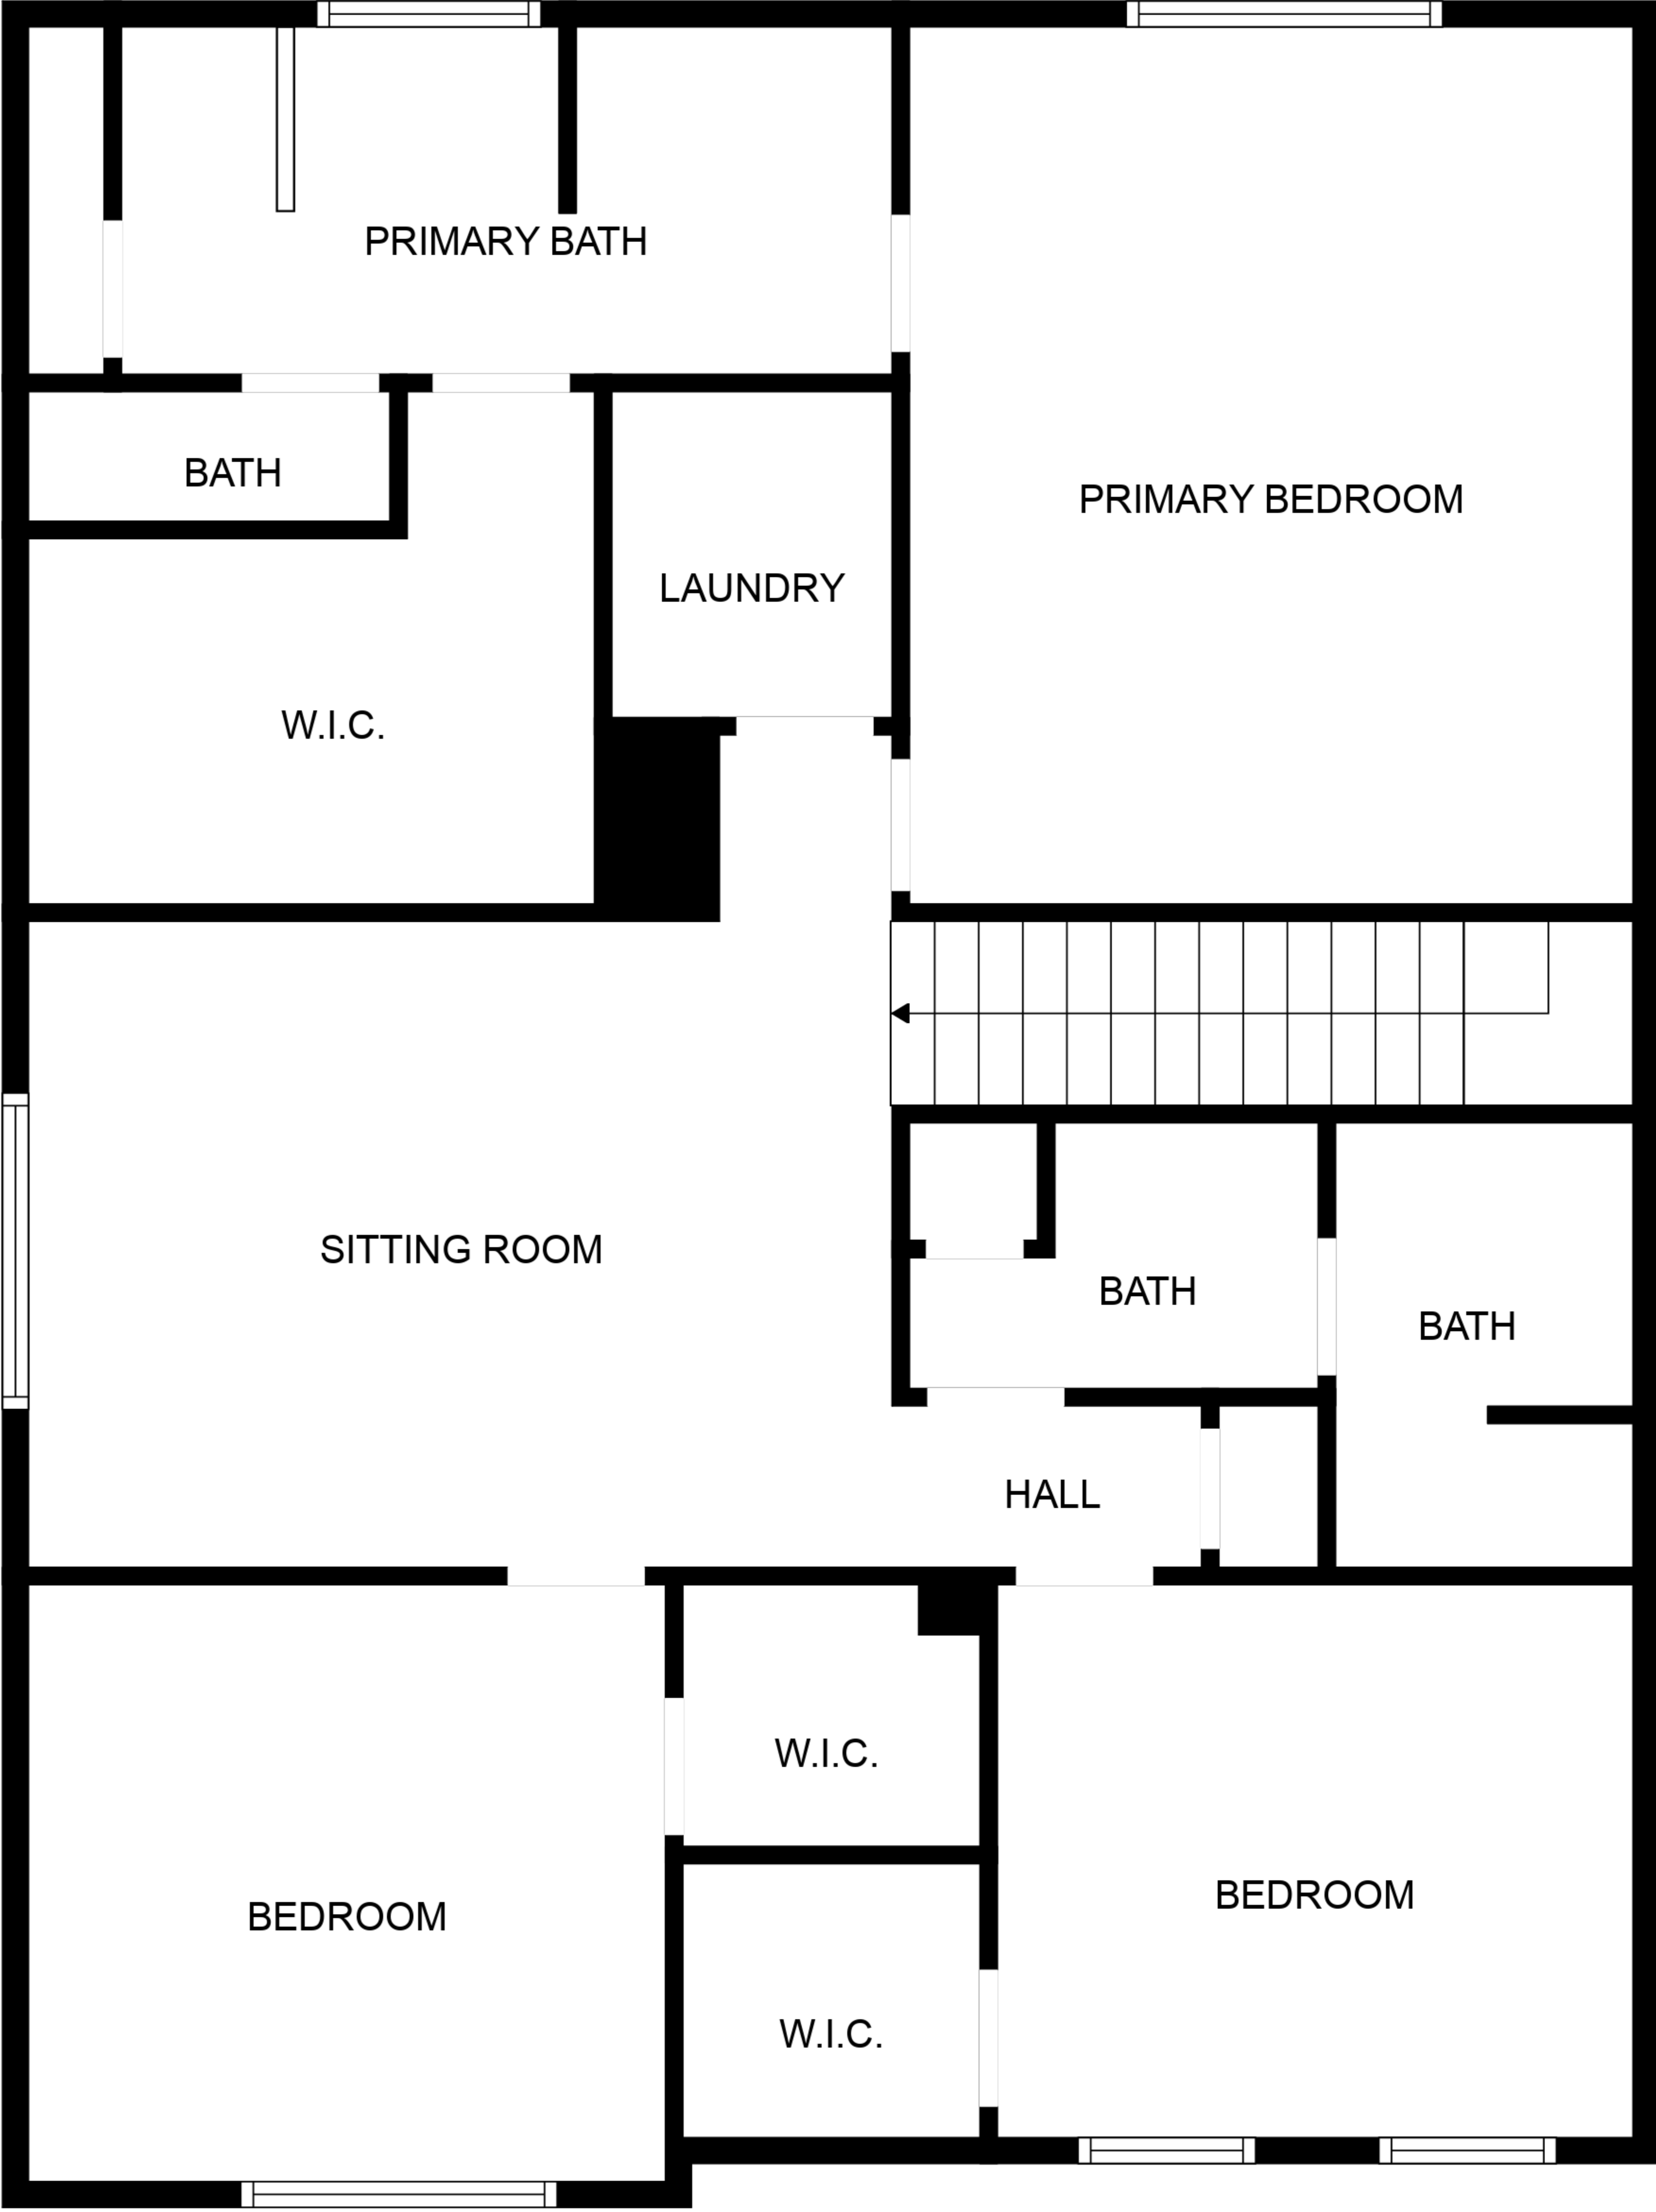 PRIMARY BATH
BATH
PRIMARY BEDROOM
LAUNDRY
W.I.C.
SITTING ROOM
BATH
BATH
HALL
W.I.C.
BEDROOM
BEDROOM
W.I.C.